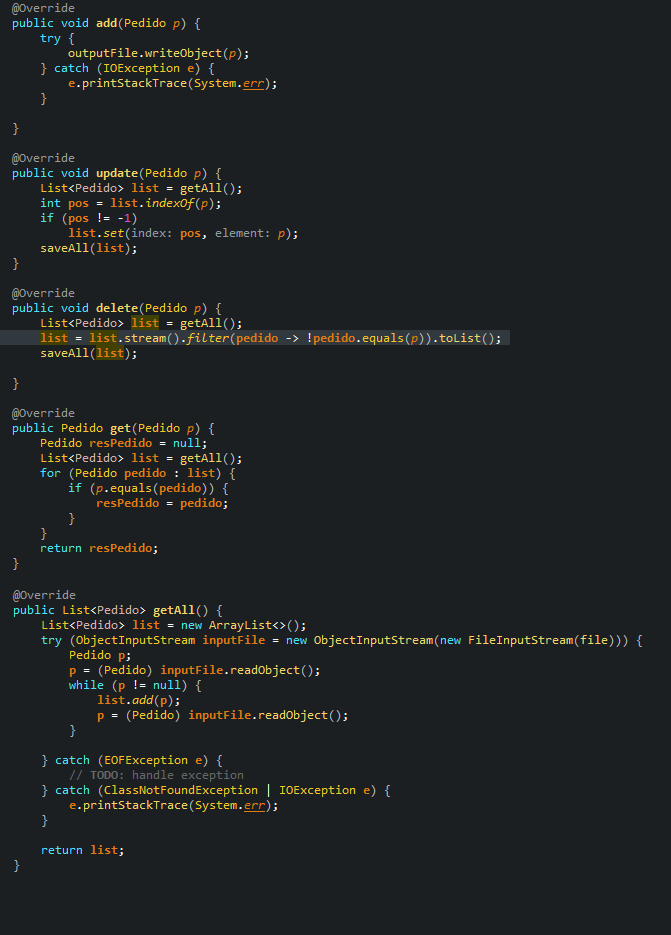 @Override
public void add(Pedido p) {
    try {
        outputFile.writeObject(p);
    } catch (IOException e) {
        e.printStackTrace(System.err);
    }

}

@Override
public void update(Pedido p) {
    List<Pedido> list = getAll();
    int pos = list.indexOf(p);
    if (pos != -1)
        list.set(index: pos, element: p);
    saveAll(list);
}

@Override
public void delete(Pedido p) {
    List<Pedido> list = getAll();
    list = list.stream().filter(pedido -> !pedido.equals(p)).toList();
    saveAll(list);

}

@Override
public Pedido get(Pedido p) {
    Pedido resPedido = null;
    List<Pedido> list = getAll();
    for (Pedido pedido : list) {
        if (p.equals(pedido)) {
            resPedido = pedido;
        }
    }
    return resPedido;
}

@Override
public List<Pedido> getAll() {
    List<Pedido> list = new ArrayList<>();
    try (ObjectInputStream inputFile = new ObjectInputStream(new FileInputStream(file))) {
        Pedido p;
        p = (Pedido) inputFile.readObject();
        while (p != null) {
            list.add(p);
            p = (Pedido) inputFile.readObject();
        }

    } catch (EOFException e) {
        // TODO: handle exception
    } catch (ClassNotFoundException | IOException e) {
        e.printStackTrace(System.err);
    }

    return list;
}